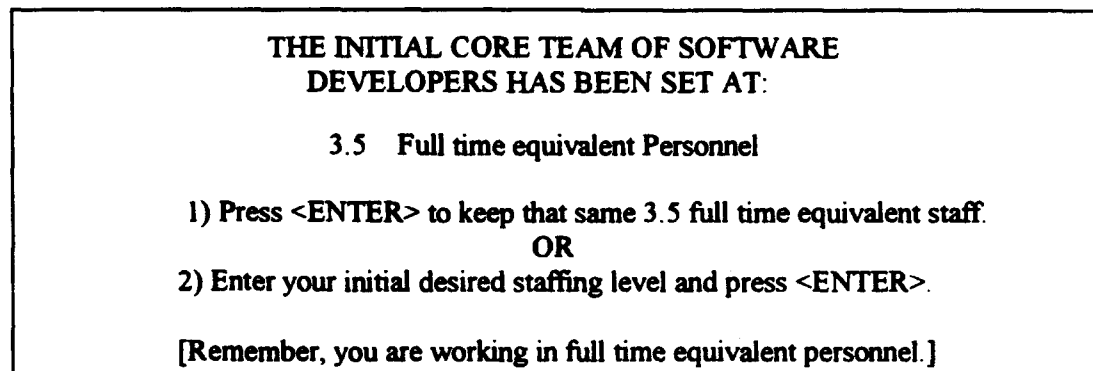 THE INITIAL CORE TEAM OF SOFTWARE
DEVELOPERS HAS BEEN SET AT:
3.5 Full time equivalent Personnel
1) Press <ENTER> to keep that same 3.5 full time equivalent staff.
OR
2) Enter your initial desired staffing level and press <ENTER>.
[Remember, you are working in full time equivalent personnel.]